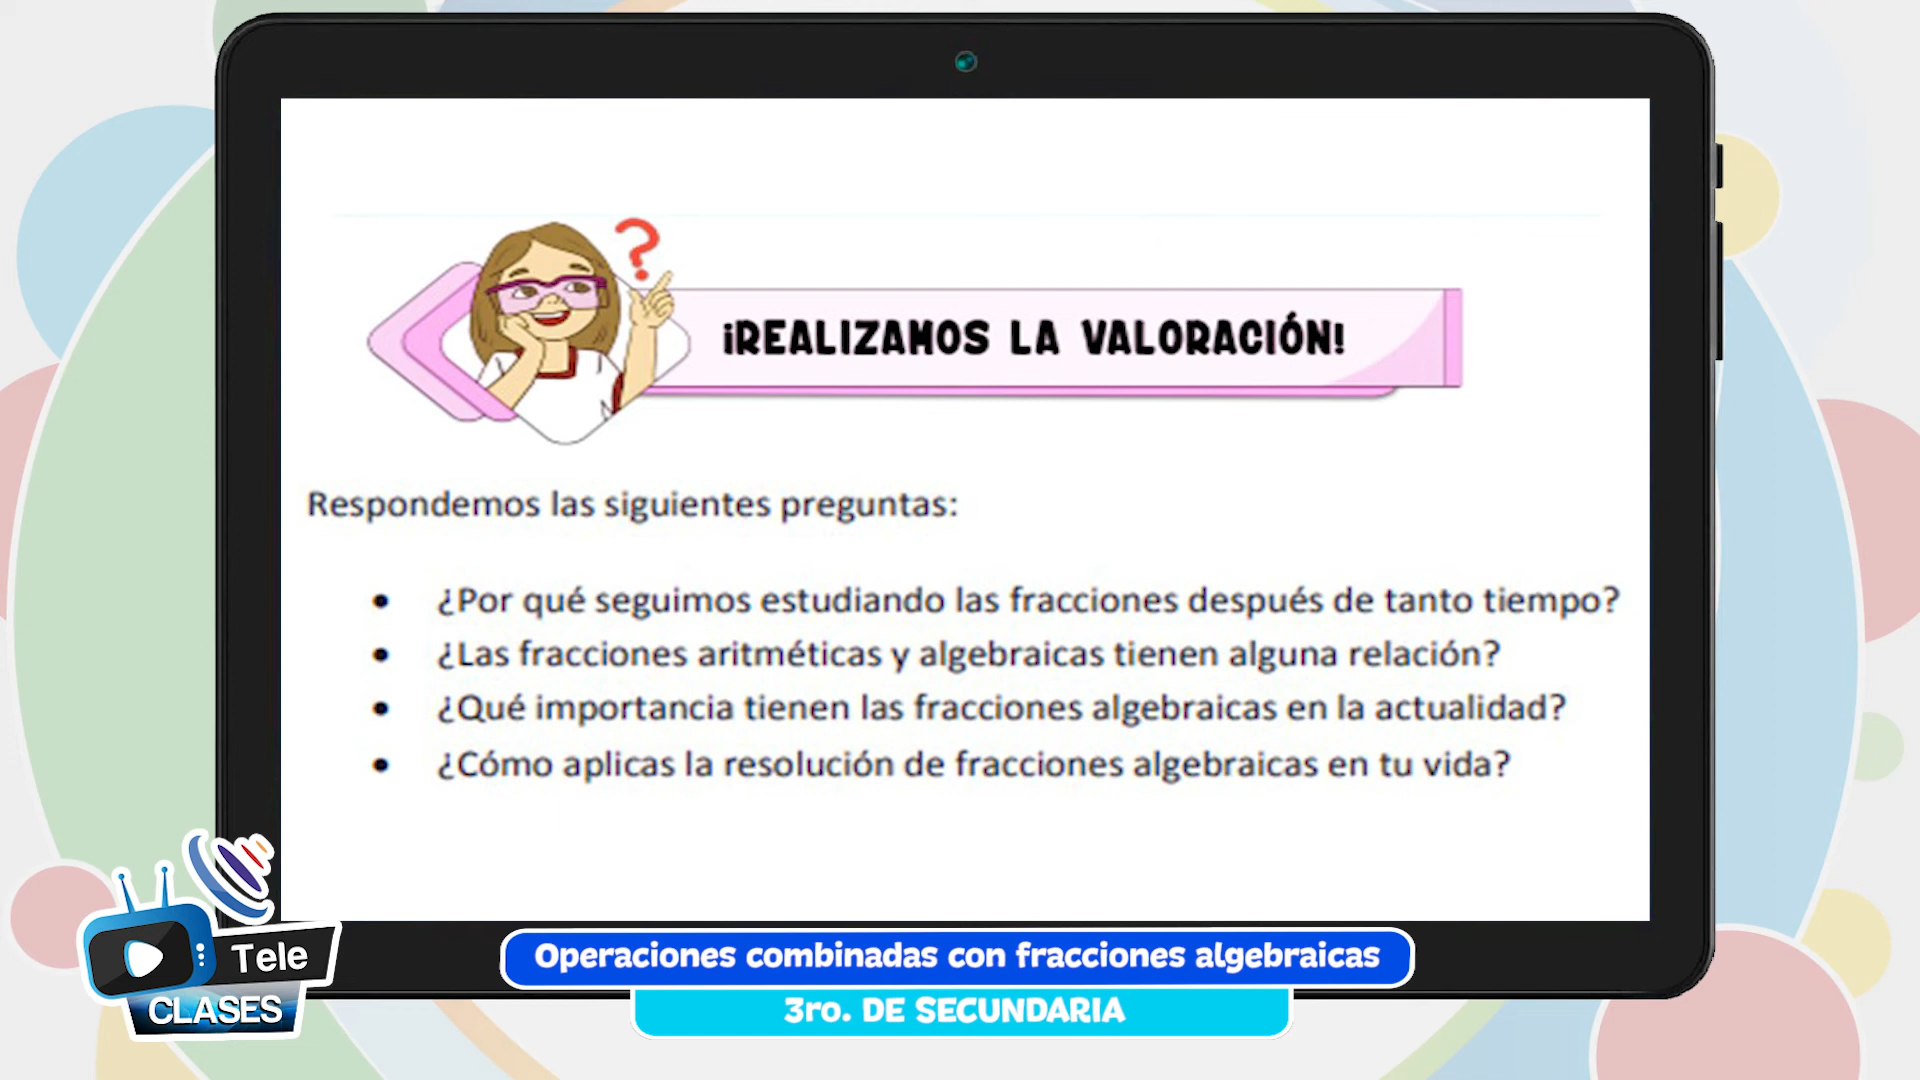 ¡REALIZAMOS LA VALORACIÓN!
Respondemos las siguientes preguntas:
• ¿Por qué seguimos estudiando las fracciones después de tanto tiempo?
• ¿Las fracciones aritméticas y algebraicas tienen alguna relación?
• ¿Qué importancia tienen las fracciones algebraicas en la actualidad?
• ¿Cómo aplicas la resolución de fracciones algebraicas en tu vida?
Tele
CLASES
Operaciones combinadas con fracciones algebraicas
3ro. DE SECUNDARIA